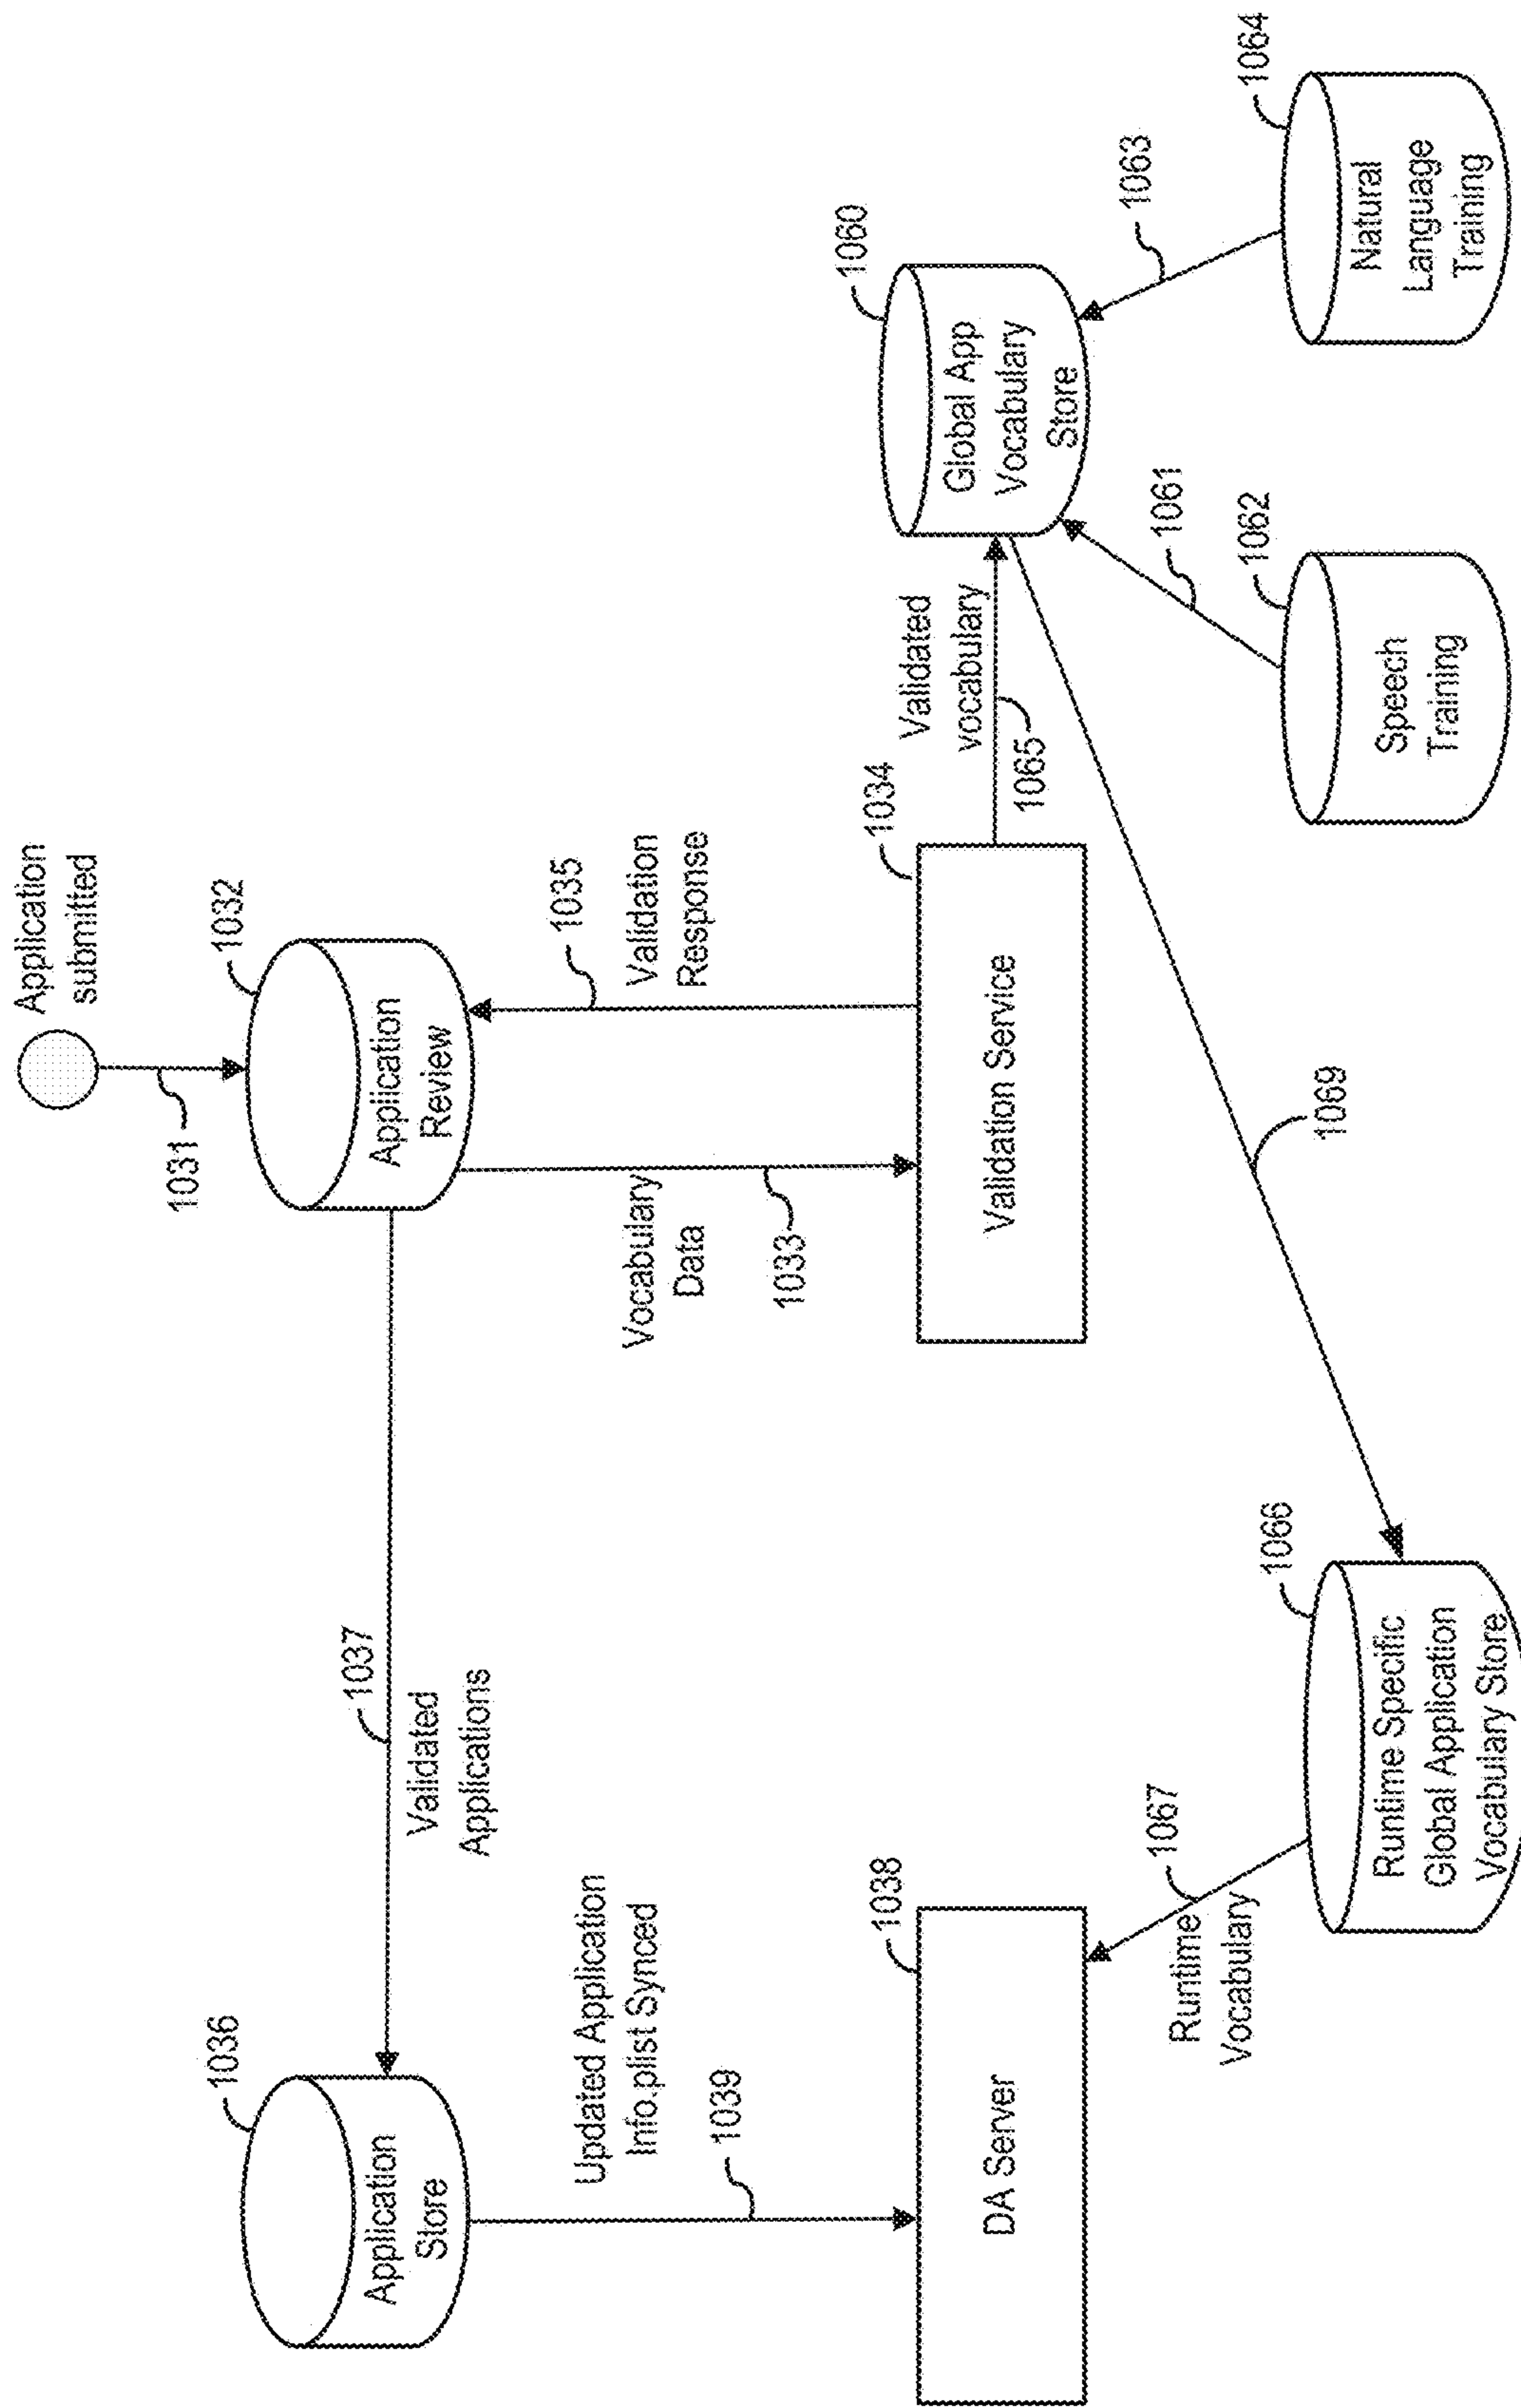 Application
submitted
1031
1032
Application
Review
1036
Application
Store
1037
Validated
Applications
Vocabulary
Data
1033
1035
Validation
Response
Updated Application
Info.plist Synced
1039
1038
DA Server
1034
Validation Service
Validated
vocabulary
1065
1060
Global App
Vocabulary
Store
1067
Runtime
Vocabulary
1069
1061
1063
1066
Runtime Specific
Global Application
Vocabulary Store
1062
Speech
Training
1064
Natural
Language
Training